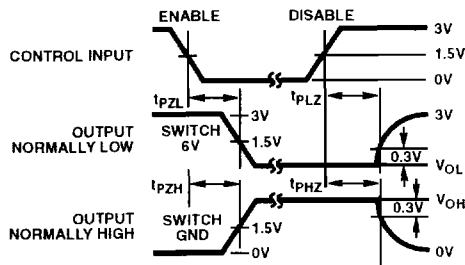 ENABLE DISABLE
3V
CONTROL INPUT 1.5V
0V
tPZL tPLZ
3V 3V
OUTPUT NORMALLY LOW
SWITCH 6V
1.5V
0.3V
VOL
tPZH tPHZ
VOH
OUTPUT NORMALLY HIGH
SWITCH GND
0.3V
1.5V
0V 0V